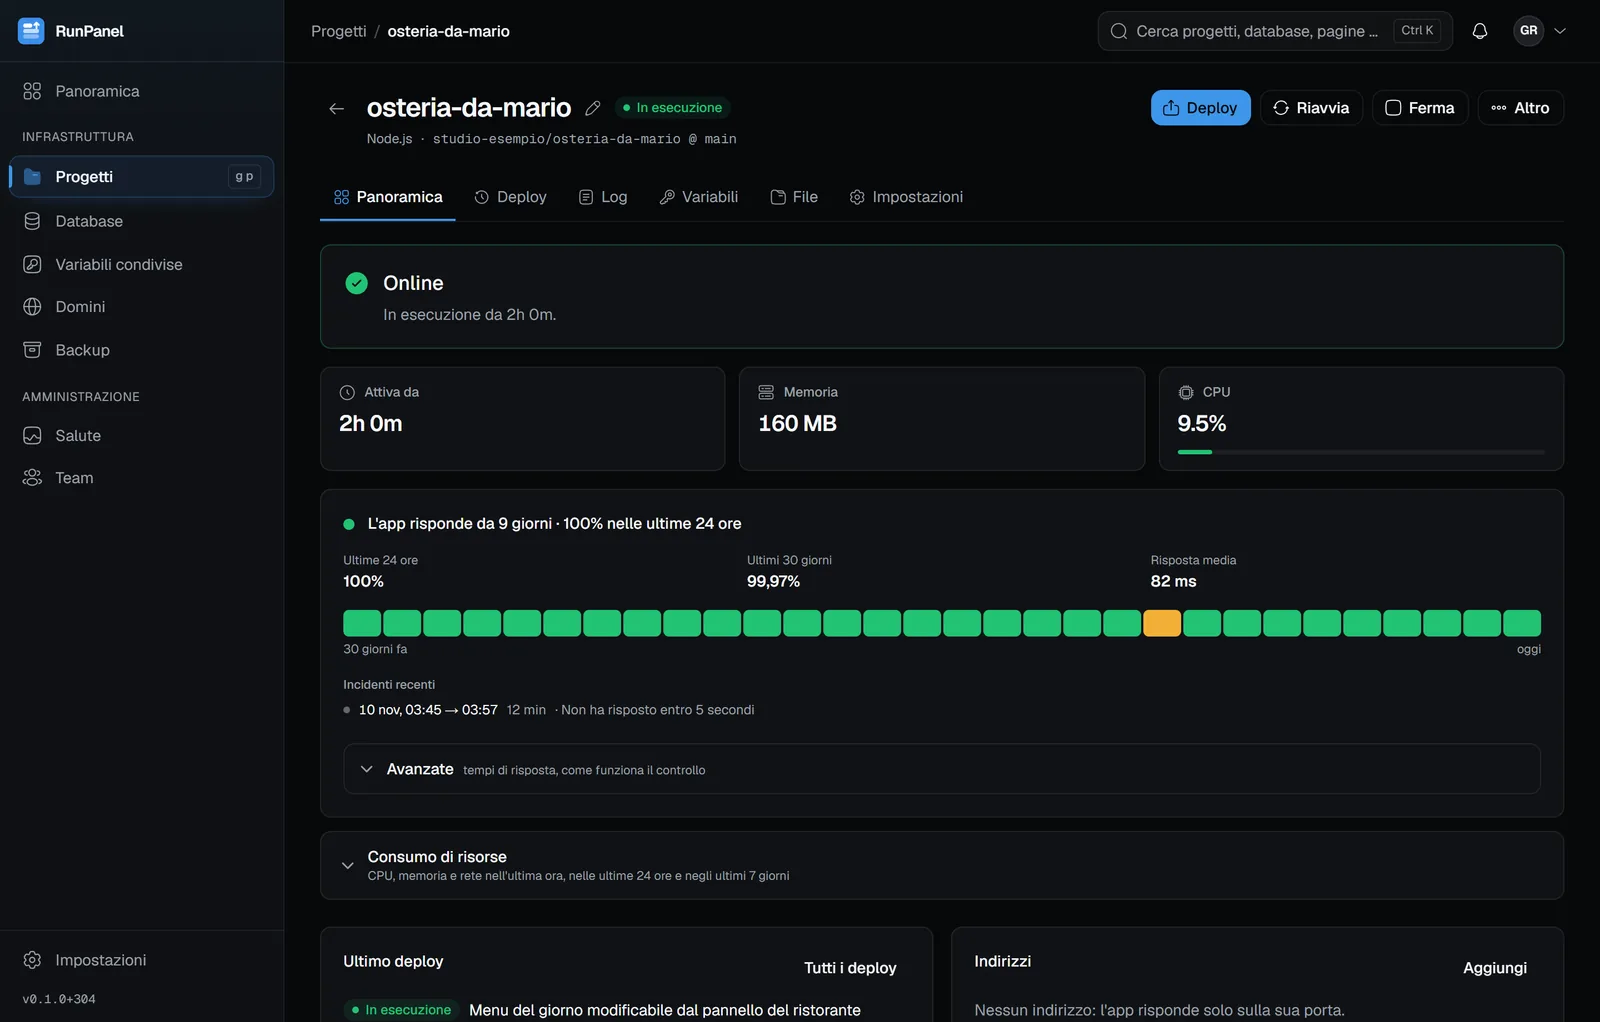 RunPanel
Progetti / osteria-da-mario
Cerca progetti, database, pagine ... Ctrl K
GR
Panoramica
INFRASTRUTTURA
Progetti g p
Database
Variabili condivise
Domini
Backup
AMMINISTRAZIONE
Salute
Team
Impostazioni
v0.1.0+304
osteria-da-mario In esecuzione
Node.js · studio-esempio/osteria-da-mario @ main
Deploy Riavvia Ferma Altro
Panoramica Deploy Log Variabili File Impostazioni
Online
In esecuzione da 2h 0m.
Attiva da
2h 0m
Memoria
160 MB
CPU
9.5%
L'app risponde da 9 giorni · 100% nelle ultime 24 ore
Ultime 24 ore
100%
Ultimi 30 giorni
99,97%
Risposta media
82 ms
30 giorni fa oggi
Incidenti recenti
10 nov, 03:45 → 03:57 12 min · Non ha risposto entro 5 secondi
Avanzate tempi di risposta, come funziona il controllo
Consumo di risorse
CPU, memoria e rete nell'ultima ora, nelle ultime 24 ore e negli ultimi 7 giorni
Ultimo deploy
Tutti i deploy
In esecuzione Menu del giorno modificabile dal pannello del ristorante
Indirizzi
Aggiungi
Nessun indirizzo: l'app risponde solo sulla sua porta.